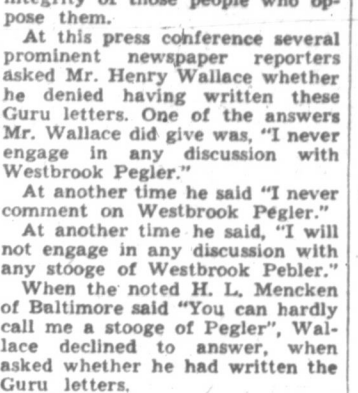 integrity of those people who op-
pose them.
At this press conference several
prominent newspaper reporters
asked Mr. Henry Wallace whether
he denied having written these
Guru letters. One of the answers
Mr. Wallace did give was, "I never
engage in any discussion with
Westbrook Pegler."
At another time he said "I never
comment on Westbrook Pegler."
At another time he said, "I will
not engage in any discussion with
any stooge of Westbrook Pebler."
When the noted H. L. Mencken
of Baltimore said "You can hardly
call me a stooge of Pegler", Wal-
lace declined to answer, when
asked whether he had written the
Guru letters.